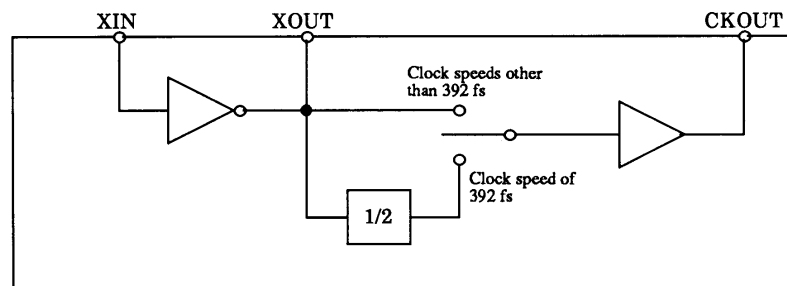 XIN
XOUT
CKOUT
Clock speeds other
than 392 fs
Clock speed of
392 fs
1/2